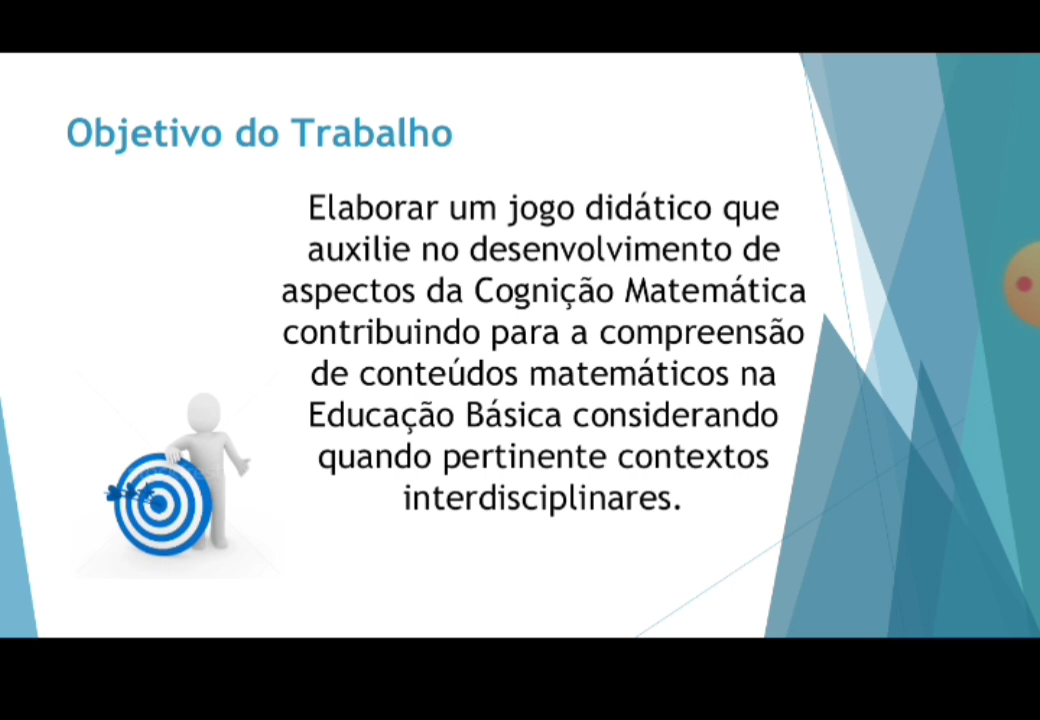 Objetivo do Trabalho
Elaborar um jogo didático que
auxilie no desenvolvimento de
aspectos da Cognição Matemática
contribuindo para a compreensão
de conteúdos matemáticos na
Educação Básica considerando
quando pertinente contextos
interdisciplinares.